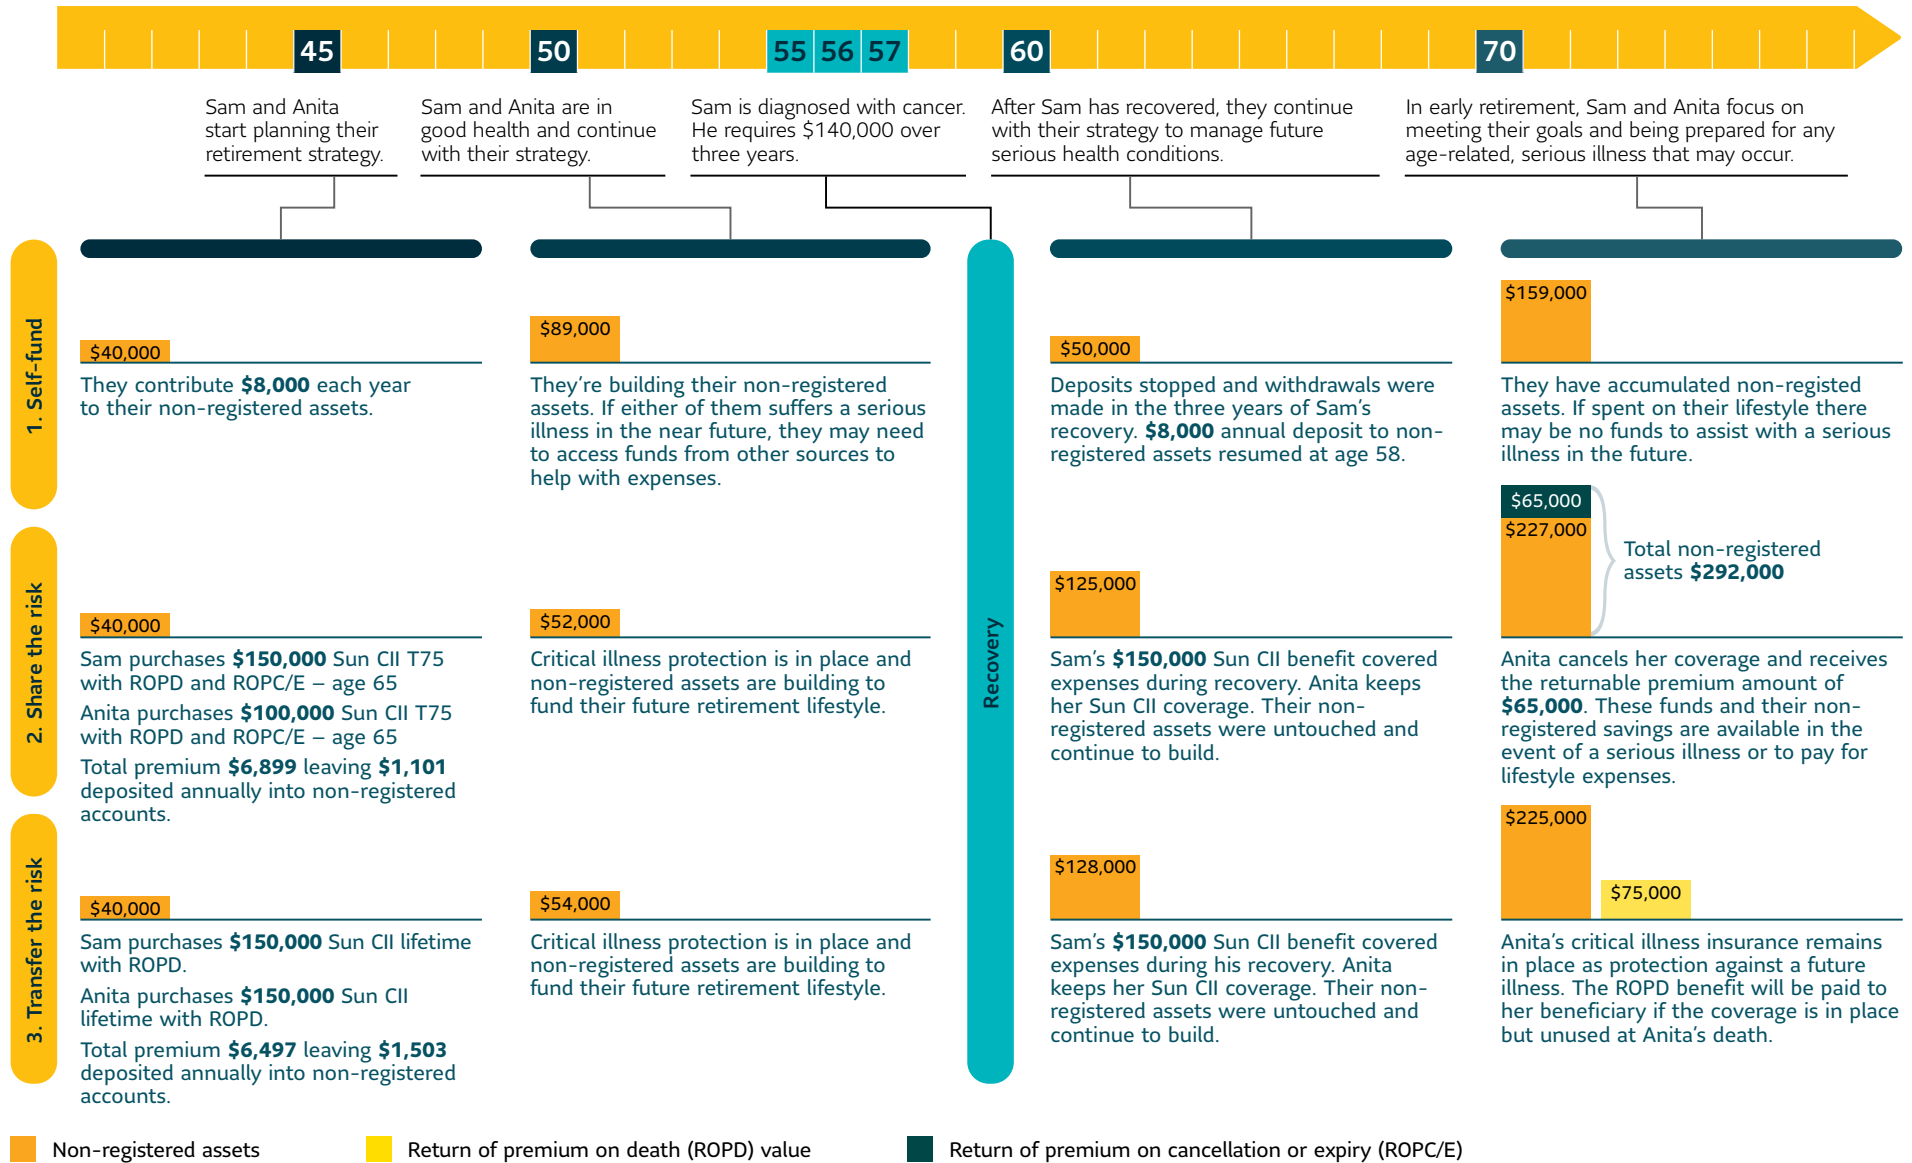 45
50
55 56 57
60
70
Sam and Anita
start planning their
retirement strategy.
Sam and Anita are in
good health and continue
with their strategy.
Sam is diagnosed with cancer.
He requires $140,000 over
three years.
After Sam has recovered, they continue
with their strategy to manage future
serious health conditions.
In early retirement, Sam and Anita focus on
meeting their goals and being prepared for any
age-related, serious illness that may occur.
1. Self-fund
$40,000
They contribute $8,000 each year
to their non-registered assets.
$89,000
They're building their non-registered
assets. If either of them suffers a serious
illness in the near future, they may need
to access funds from other sources to
help with expenses.
Recovery
$50,000
Deposits stopped and withdrawals were
made in the three years of Sam's
recovery. $8,000 annual deposit to non-
registered assets resumed at age 58.
$159,000
They have accumulated non-registed
assets. If spent on their lifestyle there
may be no funds to assist with a serious
illness in the future.
2. Share the risk
$40,000
Sam purchases $150,000 Sun CII T75
with ROPD and ROPC/E – age 65
Anita purchases $100,000 Sun CII T75
with ROPD and ROPC/E – age 65
Total premium $6,899 leaving $1,101
deposited annually into non-registered
accounts.
$52,000
Critical illness protection is in place and
non-registered assets are building to
fund their future retirement lifestyle.
$125,000
Sam's $150,000 Sun CII benefit covered
expenses during recovery. Anita keeps
her Sun CII coverage. Their non-
registered assets were untouched and
continue to build.
$65,000
$227,000
Total non-registered
assets $292,000
Anita cancels her coverage and receives
the returnable premium amount of
$65,000. These funds and their non-
registered savings are available in the
event of a serious illness or to pay for
lifestyle expenses.
3. Transfer the risk
$40,000
Sam purchases $150,000 Sun CII lifetime
with ROPD.
Anita purchases $150,000 Sun CII
lifetime with ROPD.
Total premium $6,497 leaving $1,503
deposited annually into non-registered
accounts.
$54,000
Critical illness protection is in place and
non-registered assets are building to
fund their future retirement lifestyle.
$128,000
Sam's $150,000 Sun CII benefit covered
expenses during his recovery. Anita
keeps her Sun CII coverage. Their non-
registered assets were untouched and
continue to build.
$225,000
$75,000
Anita's critical illness insurance remains
in place as protection against a future
illness. The ROPD benefit will be paid to
her beneficiary if the coverage is in place
but unused at Anita's death.
Non-registered assets
Return of premium on death (ROPD) value
Return of premium on cancellation or expiry (ROPC/E)